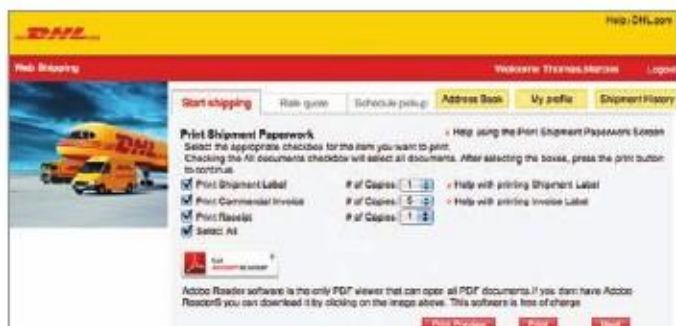 Help DHL.com
DHL
Web Shipping
Welcome Thomas, Logout
Start shipping
Rate quote
Schedule pickup
Address Book
My profile
Shipment History
Print Shipment Paperwork
Help using the Print Shipment Paperwork Screen
Select the appropriate checkbox for the item you want to print.
Checking the All documents checkbox will select all documents. After selecting the boxes, press the print button
to continue.
Print Shipment Label # of Copies: 1 Help with printing Shipment Label
Print Commercial Invoice # of Copies: Help with printing Invoice Label
Print Receipt # of Copies: 1
Select All
Get
Adobe Reader software is the only PDF viewer that can open all PDF documents.If you dont have Adobe
Reader® you can download it by clicking on the image above. This software is free of charge
Print Preview
Print
Next